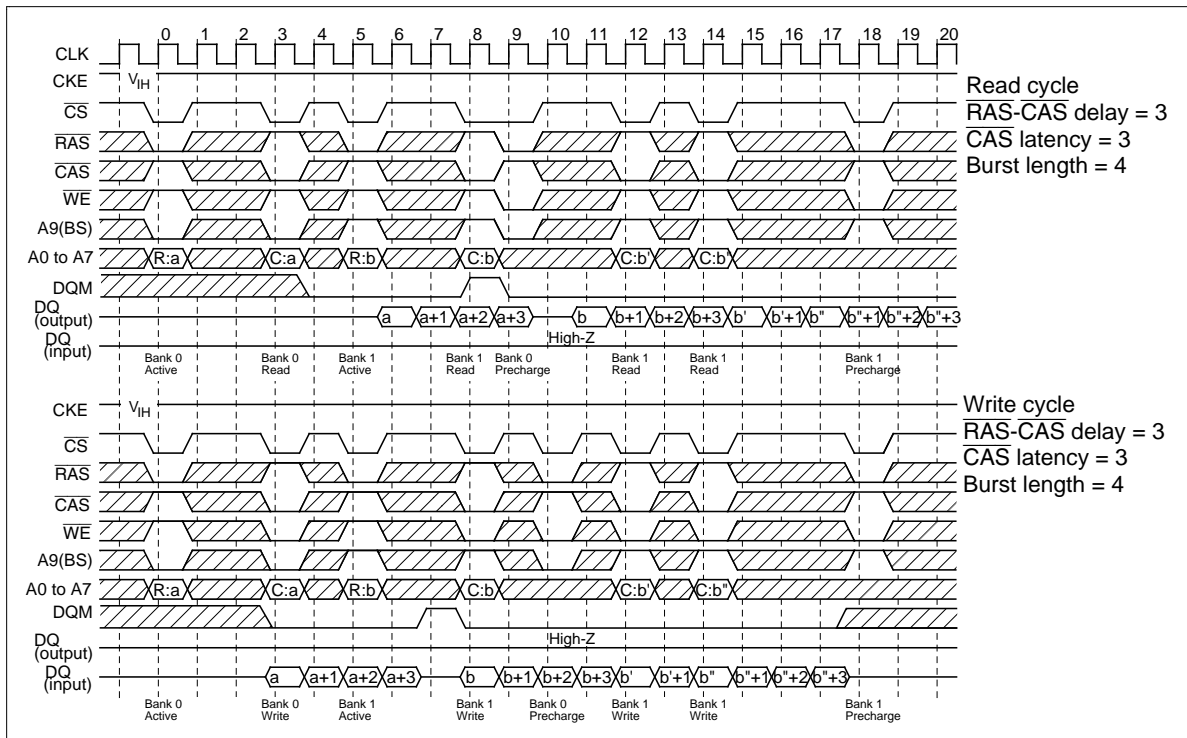 0 1 2 3 4 5 6 7 8 9 10 11 12 13 14 15 16 17 18 19 20
CLK
CKE VIH
CS
RAS
CAS
WE
A9(BS)
A0 to A7 R:a C:a R:b C:b C:b' C:b"
DQM
DQ (output) a a+1 a+2 a+3 b b+1 b+2 b+3 b' b'+1 b" b"+1 b"+2 b"+3
DQ (input) High-Z
Bank 0 Active
Bank 0 Read
Bank 1 Active
Bank 1 Read
Bank 0 Precharge
Bank 1 Read
Bank 1 Read
Bank 1 Precharge
Read cycle
RAS-CAS delay = 3
CAS latency = 3
Burst length = 4
CKE VIH
CS
RAS
CAS
WE
A9(BS)
A0 to A7 R:a C:a R:b C:b C:b' C:b"
DQM
DQ (output) High-Z
DQ (input) a a+1 a+2 a+3 b b+1 b+2 b+3 b' b'+1 b" b"+1 b"+2 b"+3
Bank 0 Active
Bank 0 Write
Bank 1 Active
Bank 1 Write
Bank 0 Precharge
Bank 1 Write
Bank 1 Write
Bank 1 Precharge
Write cycle
RAS-CAS delay = 3
CAS latency = 3
Burst length = 4